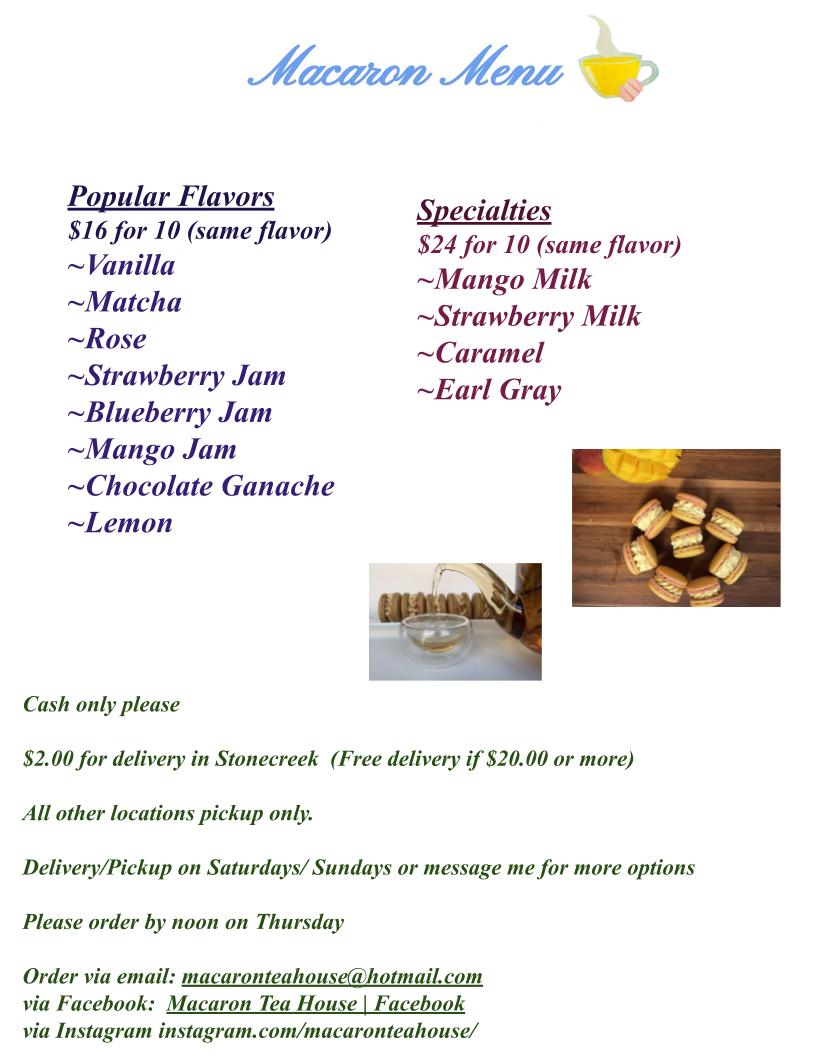 Macaron Menu
Popular Flavors
$16 for 10 (same flavor)
~Vanilla
~Matcha
~Rose
~Strawberry Jam
~Blueberry Jam
~Mango Jam
~Chocolate Ganache
~Lemon
Specialties
$24 for 10 (same flavor)
~Mango Milk
~Strawberry Milk
~Caramel
~Earl Gray
Cash only please
$2.00 for delivery in Stonecreek  (Free delivery if $20.00 or more)
All other locations pickup only.
Delivery/Pickup on Saturdays/ Sundays or message me for more options
Please order by noon on Thursday
Order via email: macaronteahouse@hotmail.com
via Facebook:  Macaron Tea House | Facebook
via Instagram instagram.com/macaronteahouse/